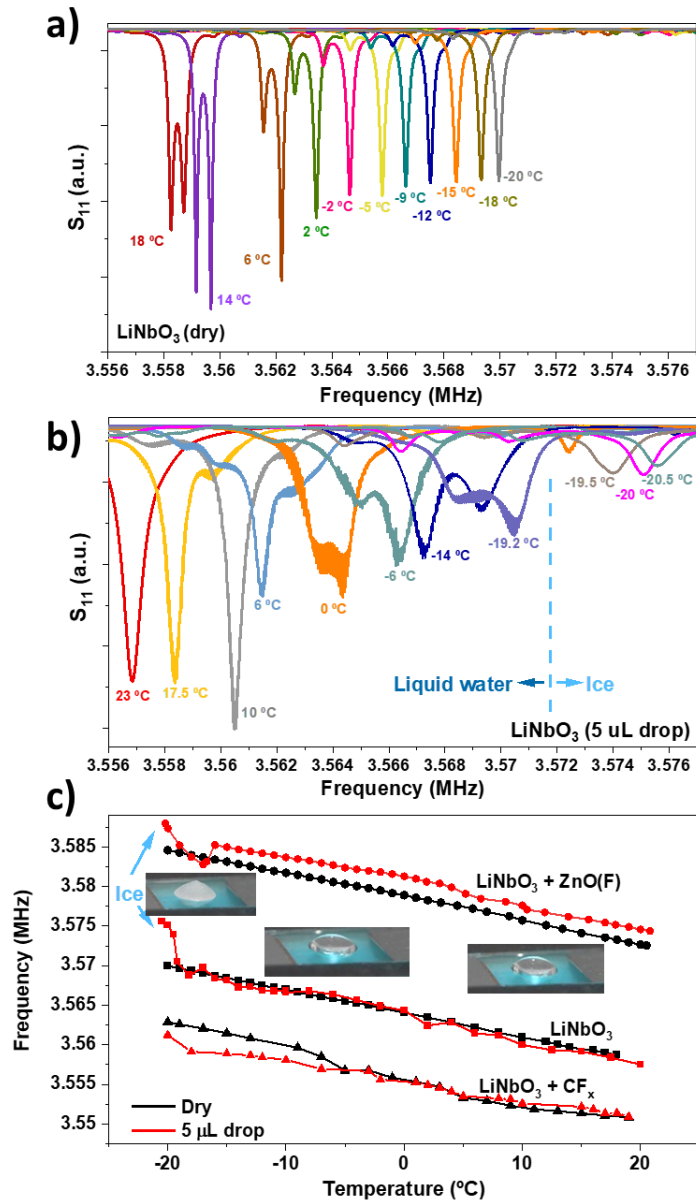 a)
S11 (a.u.)
18 ºC
14 ºC
6 ºC
2 ºC
-2 ºC
-5 ºC
-9 ºC
-12 ºC
-15 ºC
-18 ºC
-20 ºC
LiNbO3 (dry)
3.556 3.558 3.56 3.562 3.564 3.566 3.568 3.57 3.572 3.574 3.576
Frequency (MHz)
b)
S11 (a.u.)
23 ºC
17.5 ºC
10 ºC
6 ºC
0 ºC
-6 ºC
-14 ºC
-19.2 ºC
-19.5 ºC
-20 ºC
-20.5 ºC
Liquid water
Ice
LiNbO3 (5 uL drop)
3.556 3.558 3.56 3.562 3.564 3.566 3.568 3.57 3.572 3.574 3.576
Frequency (MHz)
c)
Frequency (MHz)
3.585
3.58
3.575
3.57
3.565
3.56
3.555
3.55
Ice
LiNbO3 + ZnO(F)
LiNbO3
LiNbO3 + CFx
Dry
5 μL drop
-20 -10 0 10 20
Temperature (ºC)